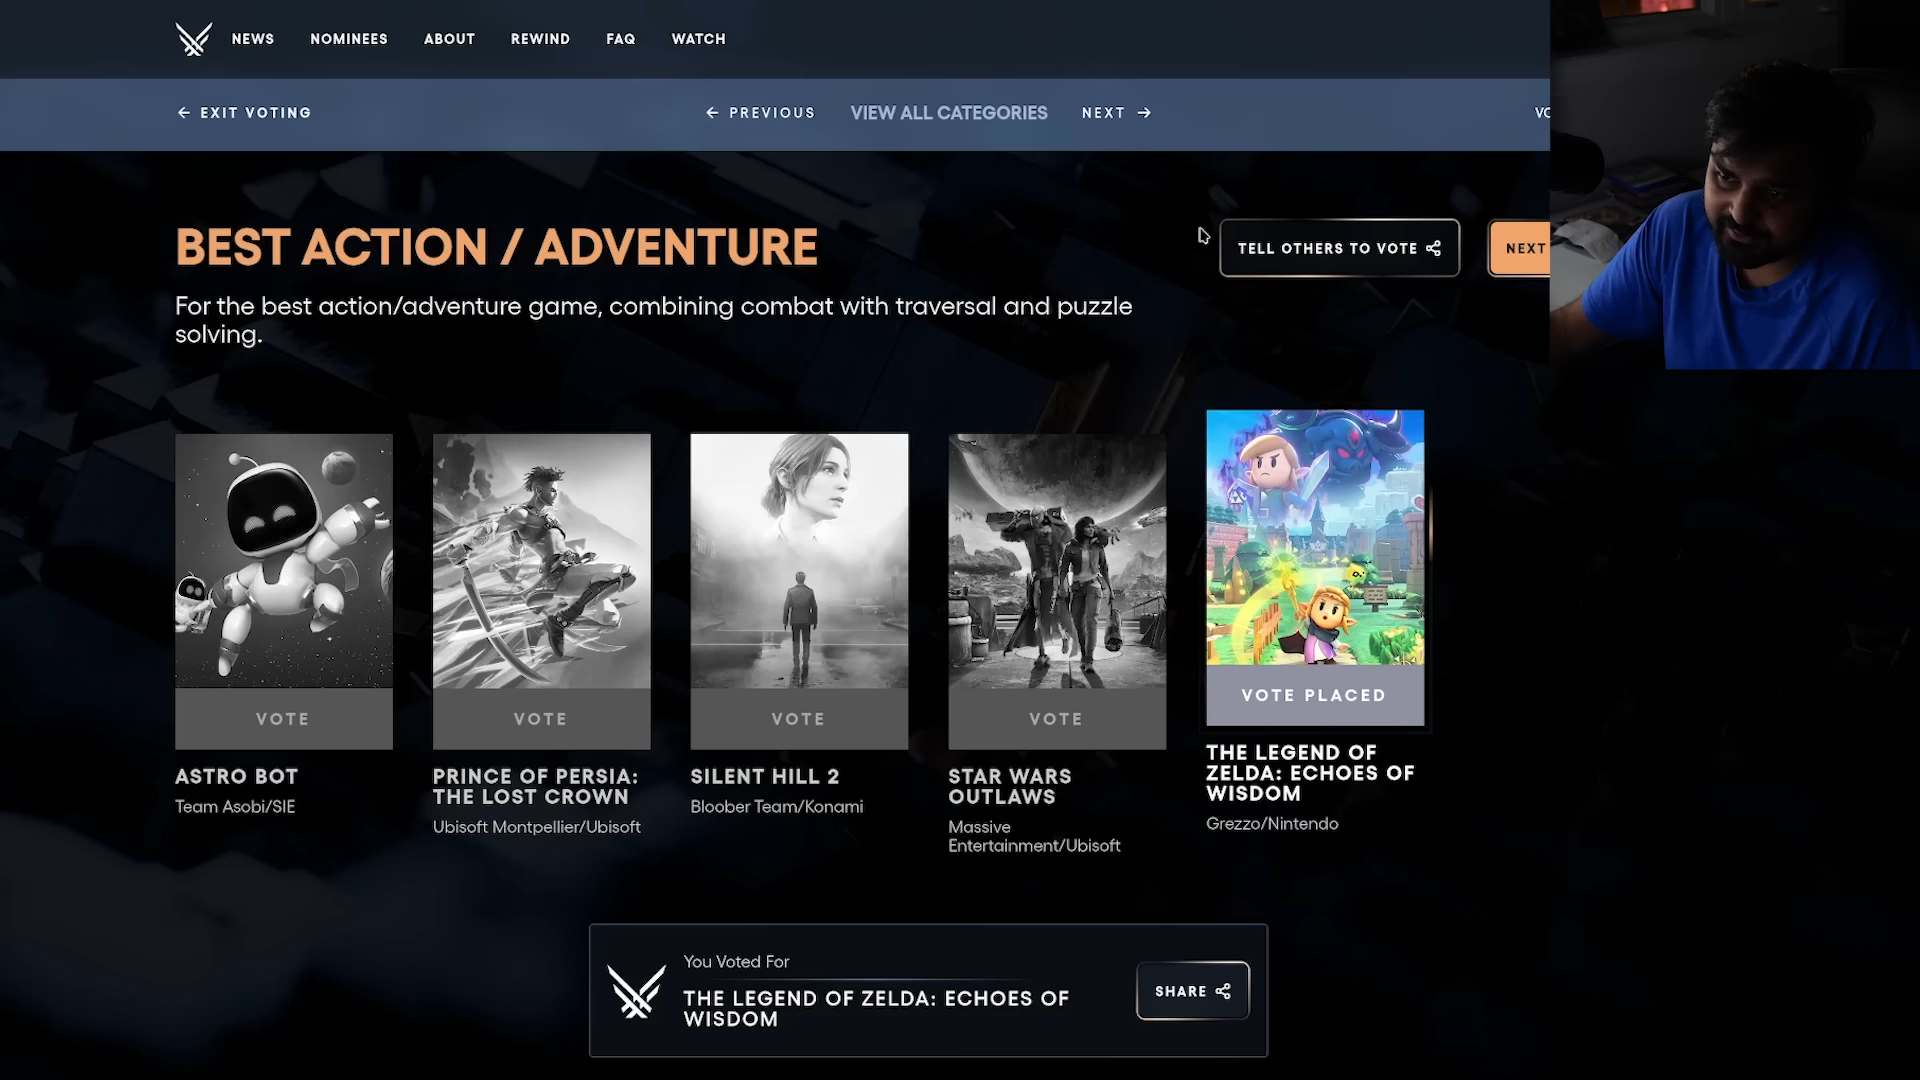 NEWS
NOMINEES
ABOUT
REWIND
FAQ
WATCH
← EXIT VOTING
← PREVIOUS
VIEW ALL CATEGORIES
NEXT →
VO
BEST ACTION / ADVENTURE
For the best action/adventure game, combining combat with traversal and puzzle
solving.
TELL OTHERS TO VOTE
NEXT
VOTE
VOTE
VOTE
VOTE
VOTE PLACED
ASTRO BOT
Team Asobi/SIE
PRINCE OF PERSIA:
THE LOST CROWN
Ubisoft Montpellier/Ubisoft
SILENT HILL 2
Bloober Team/Konami
STAR WARS
OUTLAWS
Massive
Entertainment/Ubisoft
THE LEGEND OF
ZELDA: ECHOES OF
WISDOM
Grezzo/Nintendo
You Voted For
THE LEGEND OF ZELDA: ECHOES OF
WISDOM
SHARE